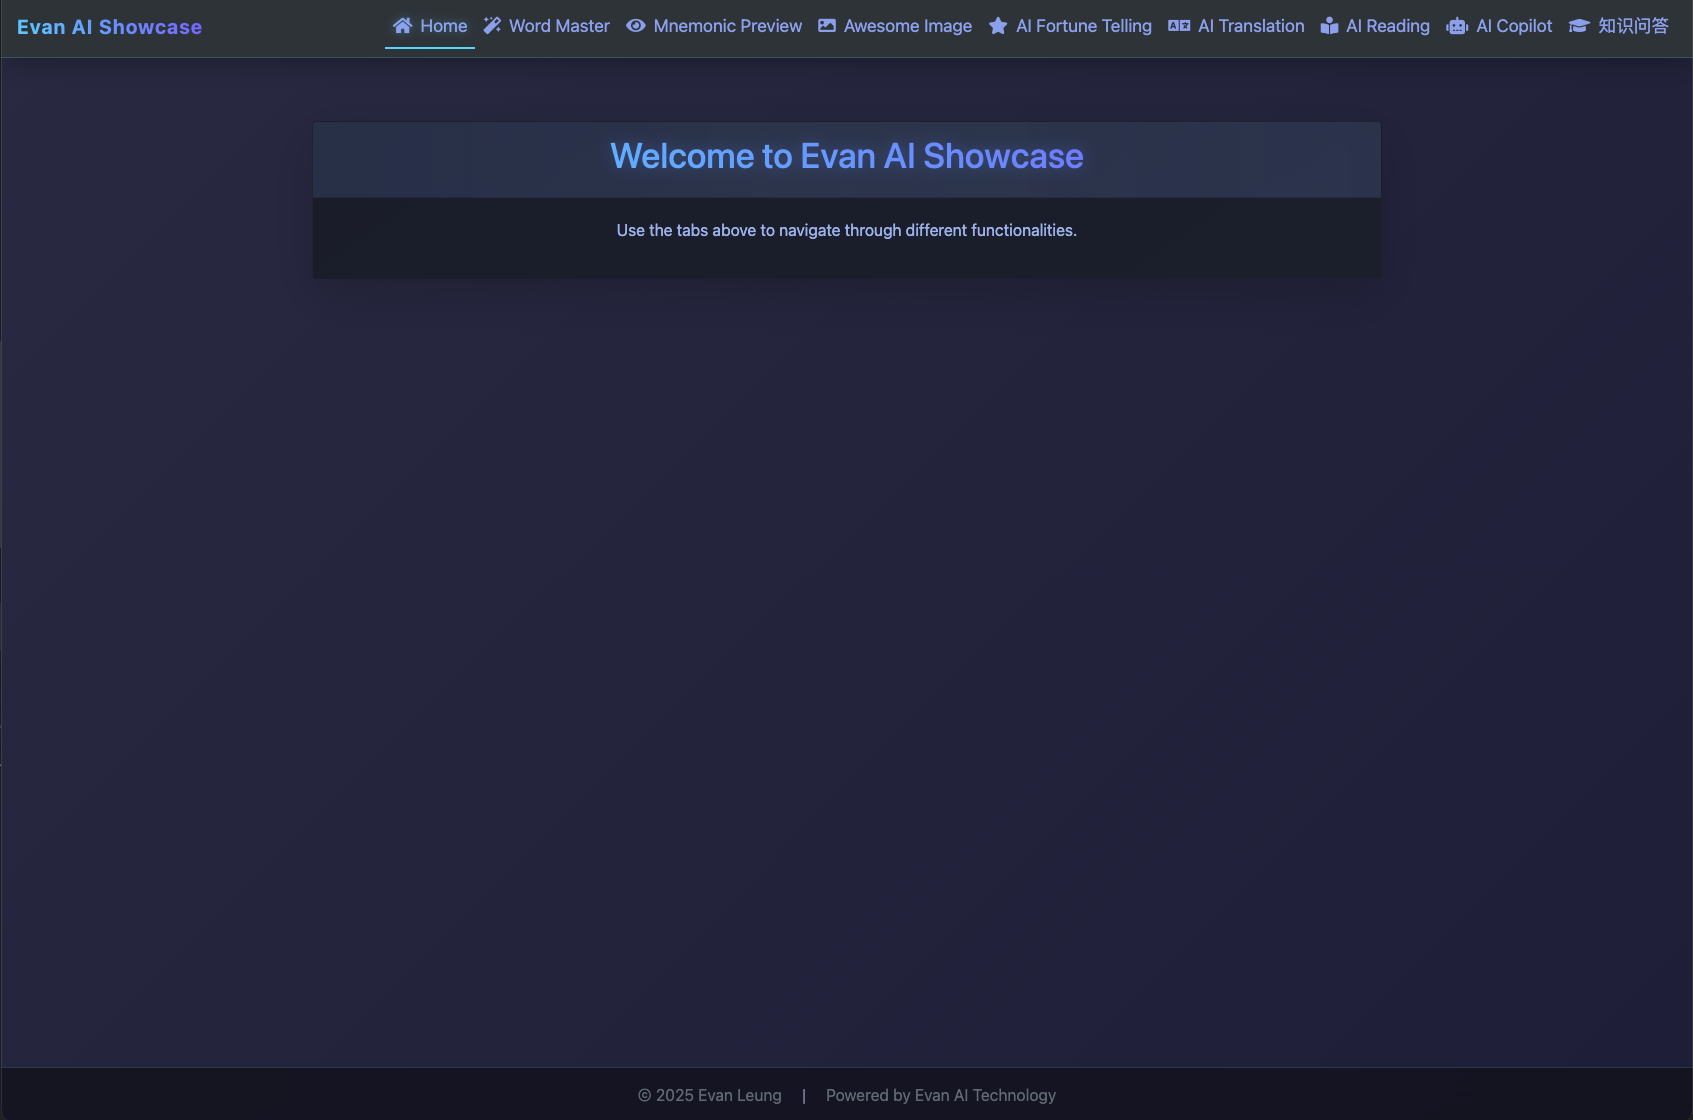 Evan AI Showcase
Home Word Master Mnemonic Preview Awesome Image AI Fortune Telling AI Translation AI Reading AI Copilot 知识问答
Welcome to Evan AI Showcase
Use the tabs above to navigate through different functionalities.
© 2025 Evan Leung | Powered by Evan AI Technology